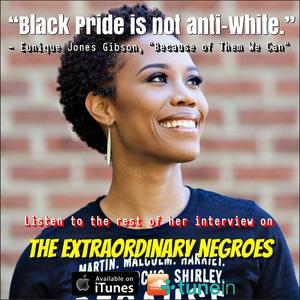 “Black Pride is not anti-White.”
- Eunique Jones Gibson, "Because of Them We Can"
Listen to the rest of her interview on
THE EXTRAORDINARY NEGROES
MARTIN, MALCOLM, HARRIET,
SHIRLEY,
Available on
iTunes
tunein